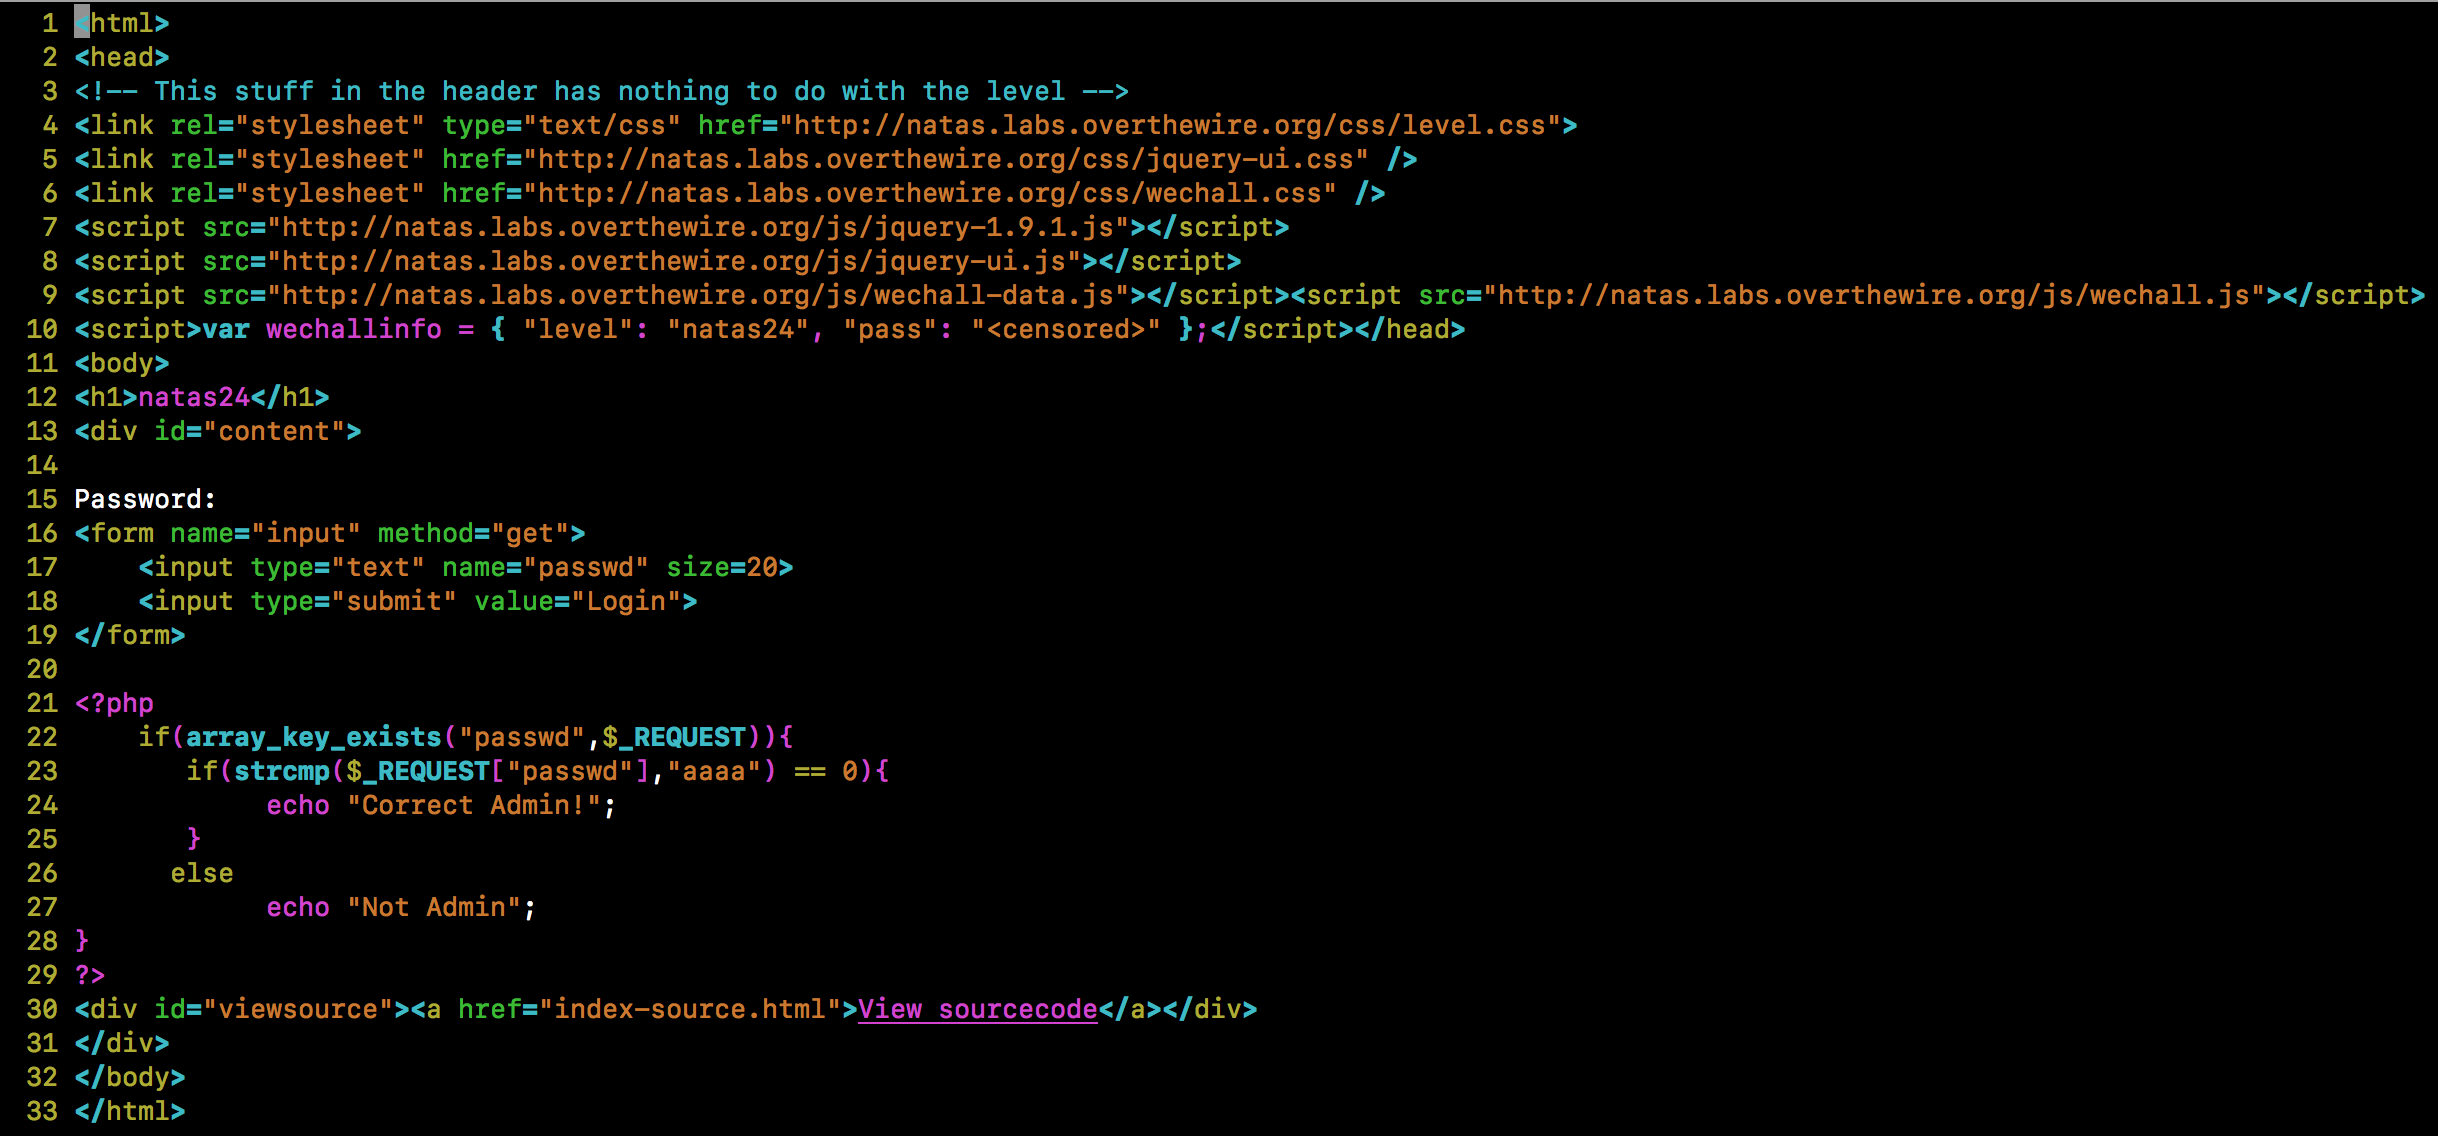 1 <html>
2 <head>
3 <!-- This stuff in the header has nothing to do with the level -->
4 <link rel="stylesheet" type="text/css" href="http://natas.labs.overthewire.org/css/level.css">
5 <link rel="stylesheet" href="http://natas.labs.overthewire.org/css/jquery-ui.css" />
6 <link rel="stylesheet" href="http://natas.labs.overthewire.org/css/wechall.css" />
7 <script src="http://natas.labs.overthewire.org/js/jquery-1.9.1.js"></script>
8 <script src="http://natas.labs.overthewire.org/js/jquery-ui.js"></script>
9 <script src="http://natas.labs.overthewire.org/js/wechall-data.js"></script><script src="http://natas.labs.overthewire.org/js/wechall.js"></script>
10 <script>var wechallinfo = { "level": "natas24", "pass": "<censored>" };</script></head>
11 <body>
12 <h1>natas24</h1>
13 <div id="content">
14
15 Password:
16 <form name="input" method="get">
17     <input type="text" name="passwd" size=20>
18     <input type="submit" value="Login">
19 </form>
20
21 <?php
22     if(array_key_exists("passwd",$_REQUEST)){
23        if(strcmp($_REQUEST["passwd"],"aaaa") == 0){
24             echo "Correct Admin!";
25        }
26       else
27             echo "Not Admin";
28 }
29 ?>
30 <div id="viewsource"><a href="index-source.html">View sourcecode</a></div>
31 </div>
32 </body>
33 </html>